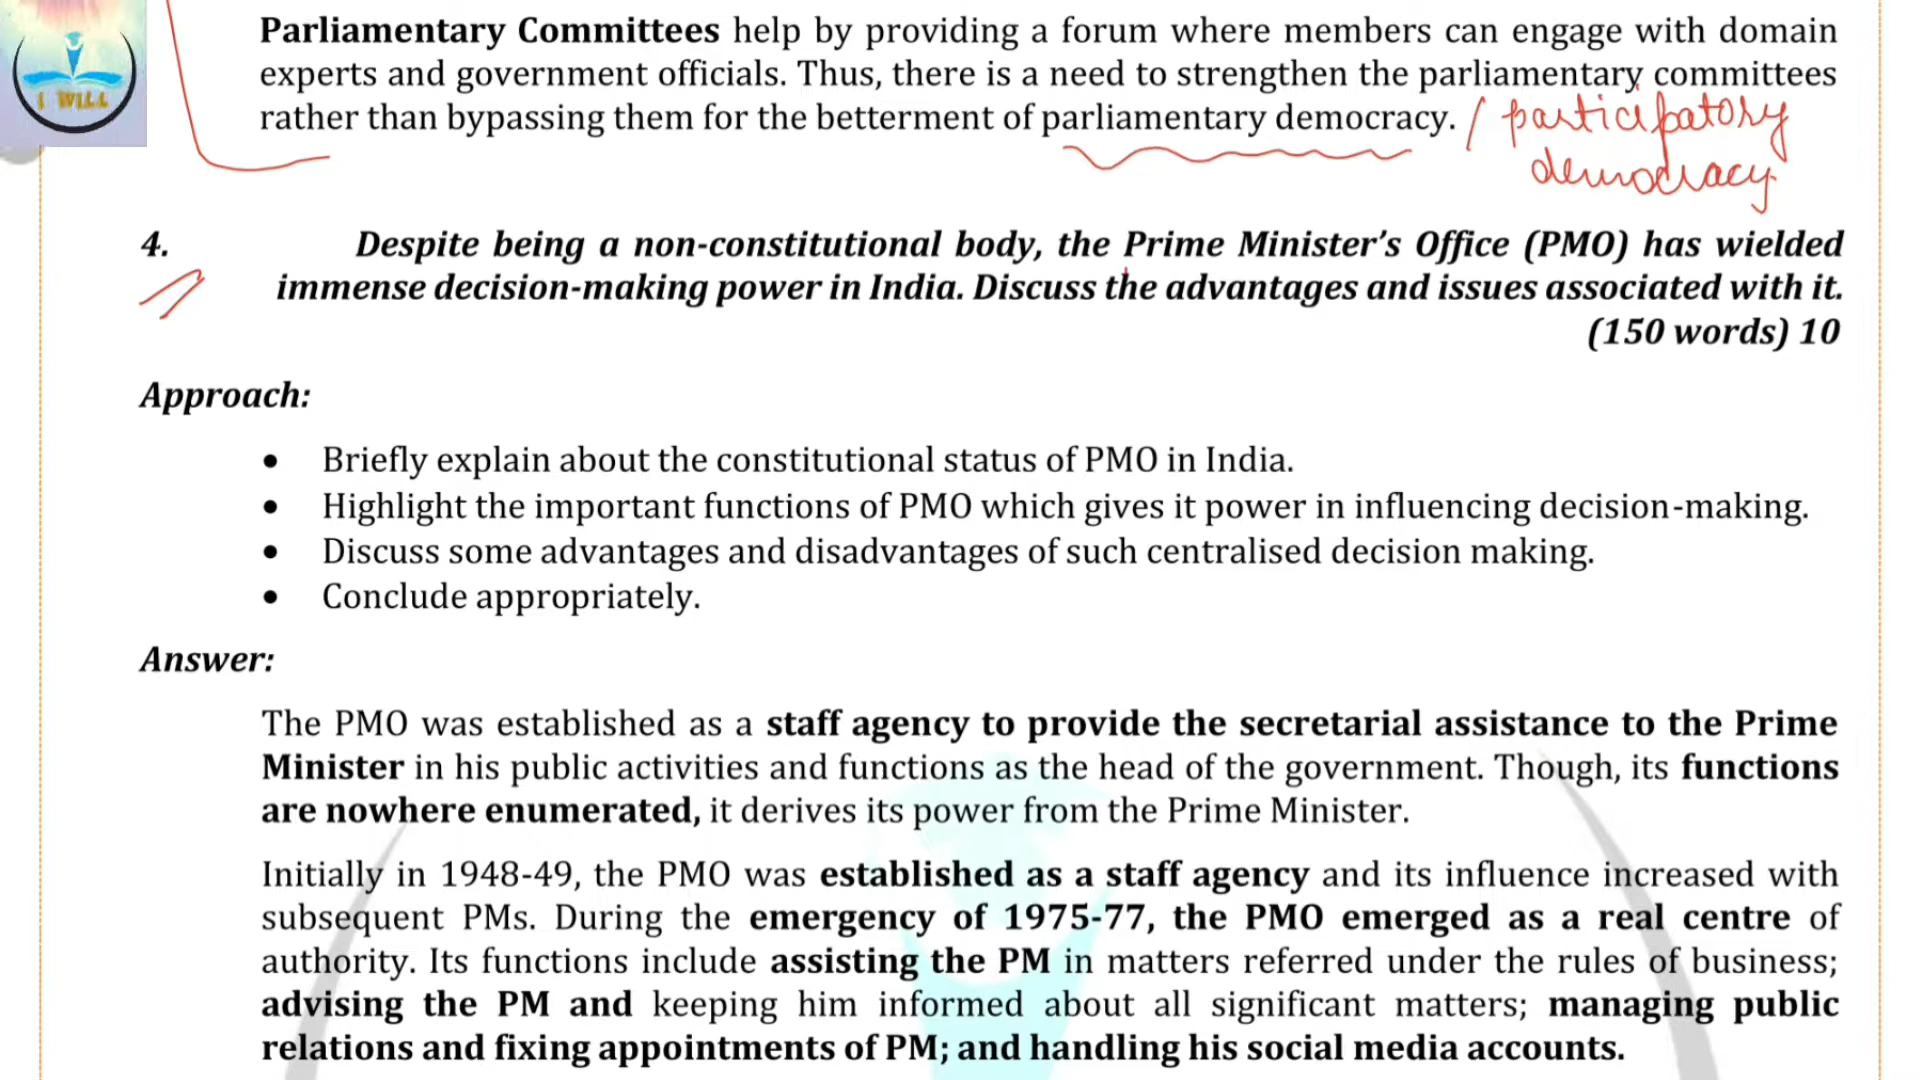 I WILL
Parliamentary Committees help by providing a forum where members can engage with domain
experts and government officials. Thus, there is a need to strengthen the parliamentary committees
rather than bypassing them for the betterment of parliamentary democracy. / participatory
democracy.
4. Despite being a non-constitutional body, the Prime Minister's Office (PMO) has wielded
immense decision-making power in India. Discuss the advantages and issues associated with it.
(150 words) 10
Approach:
• Briefly explain about the constitutional status of PMO in India.
• Highlight the important functions of PMO which gives it power in influencing decision-making.
• Discuss some advantages and disadvantages of such centralised decision making.
• Conclude appropriately.
Answer:
The PMO was established as a staff agency to provide the secretarial assistance to the Prime
Minister in his public activities and functions as the head of the government. Though, its functions
are nowhere enumerated, it derives its power from the Prime Minister.
Initially in 1948-49, the PMO was established as a staff agency and its influence increased with
subsequent PMs. During the emergency of 1975-77, the PMO emerged as a real centre of
authority. Its functions include assisting the PM in matters referred under the rules of business;
advising the PM and keeping him informed about all significant matters; managing public
relations and fixing appointments of PM; and handling his social media accounts.